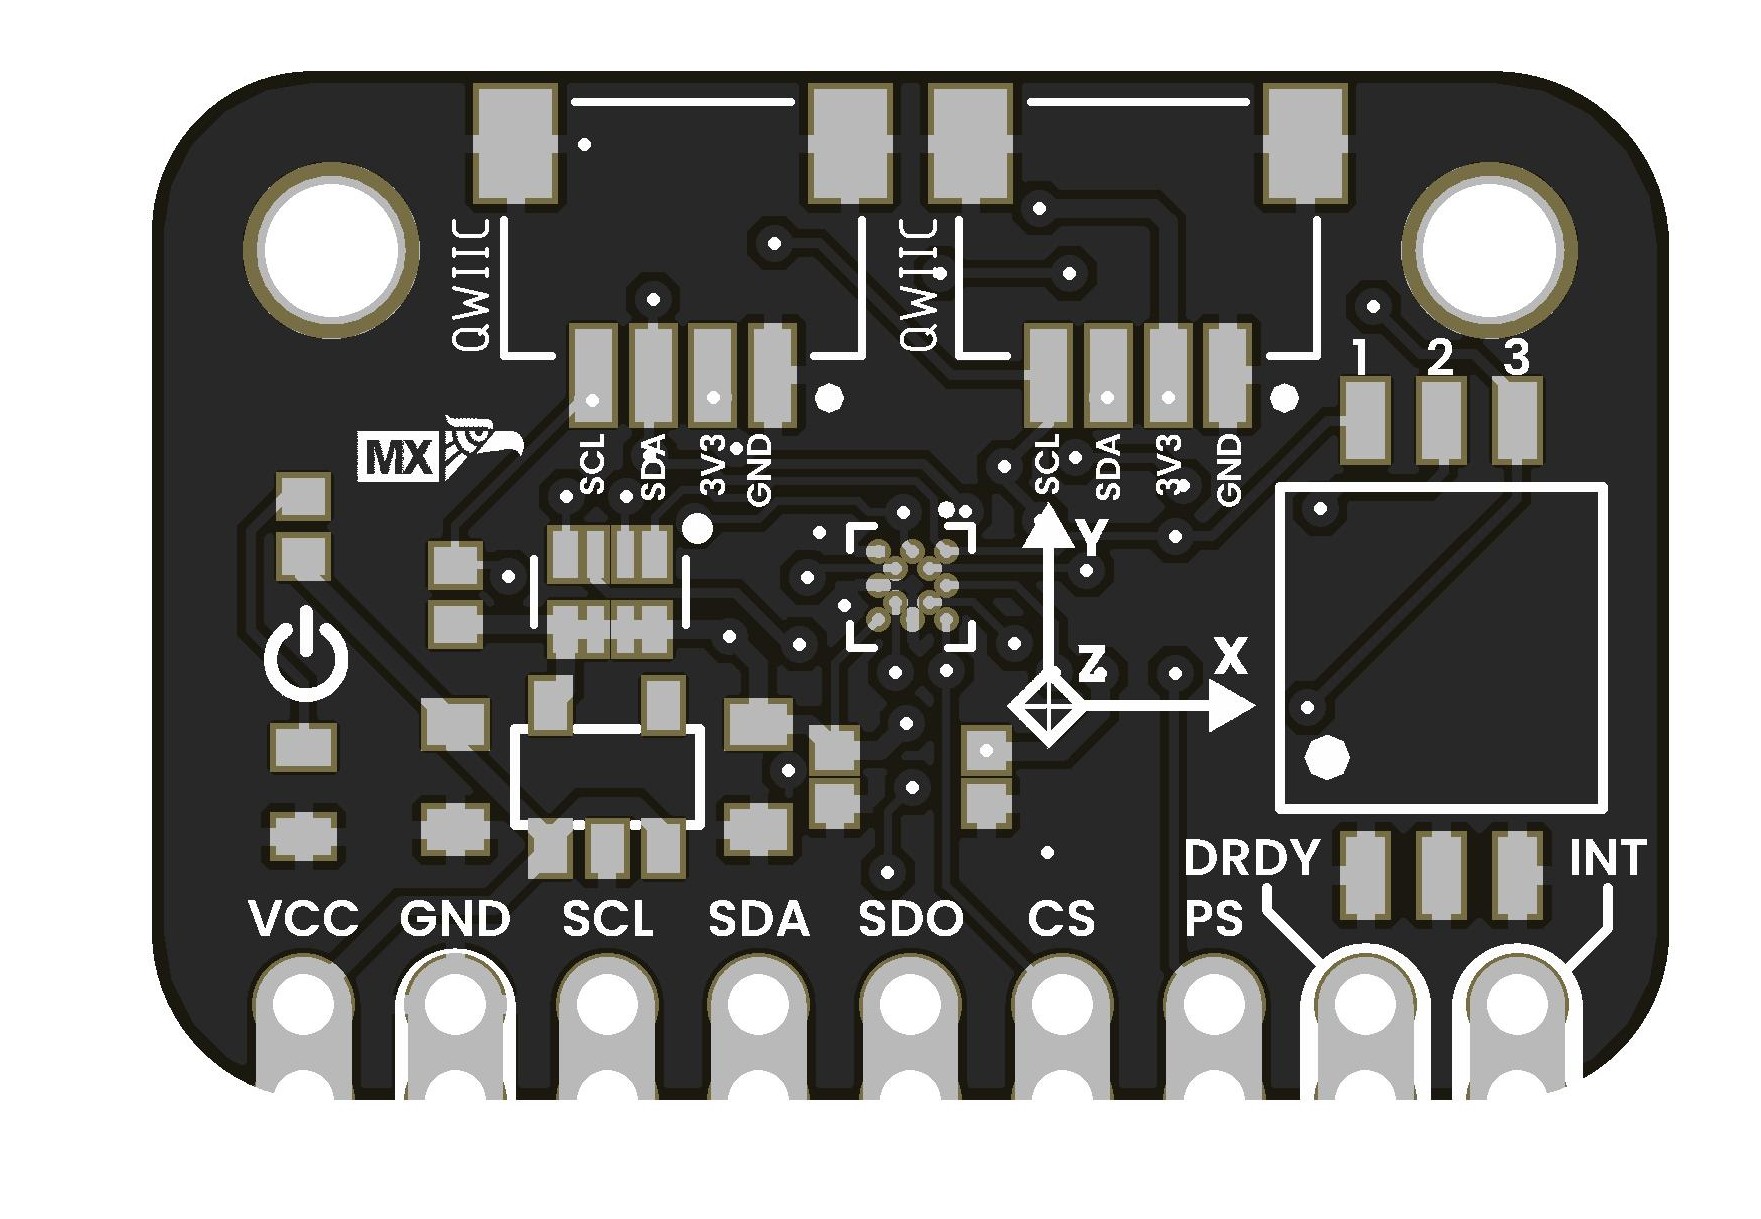 QWIIC
QWIIC
1 2 3
MX
SCL SDA 3V3 GND
SCL SDA 3V3 GND
Y
Z
X
DRDY INT
VCC GND SCL SDA SDO CS PS